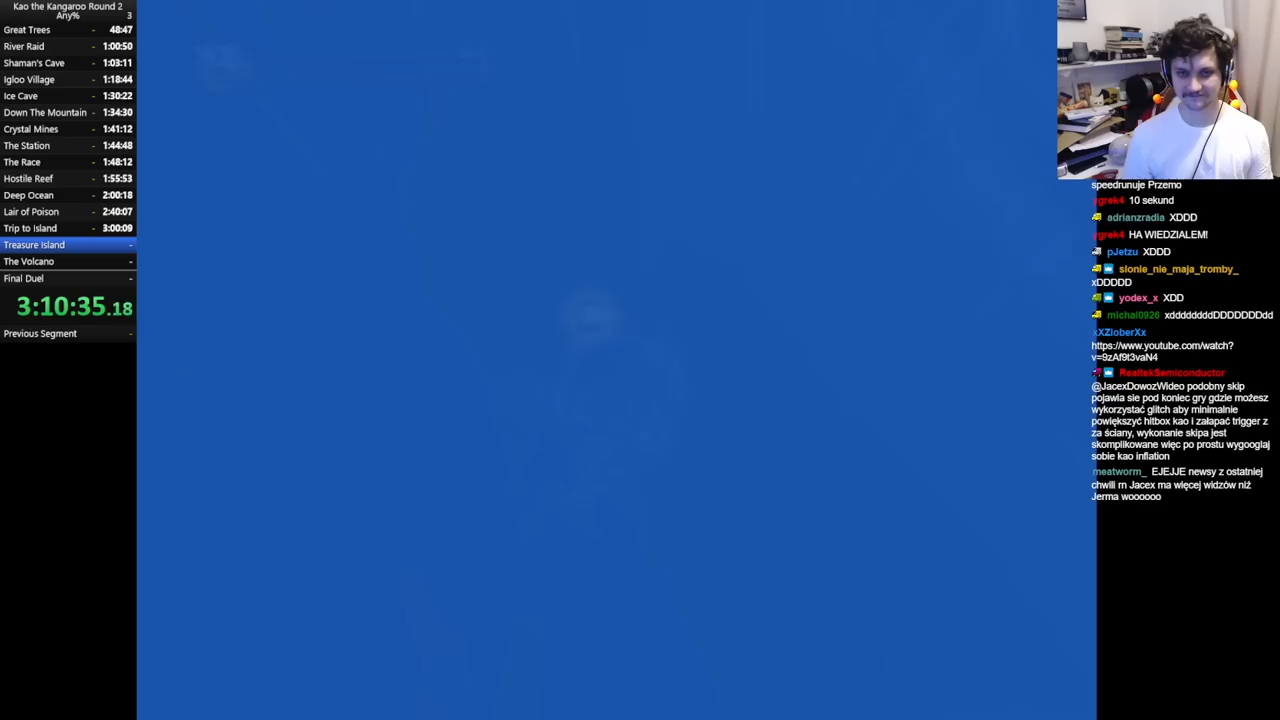 Kao the Kangaroo Round 2
Any% 3
Great Trees - 48:47
River Raid - 1:00:50
Shaman's Cave - 1:03:11
Igloo Village - 1:18:44
Ice Cave - 1:30:22
Down The Mountain - 1:34:30
Crystal Mines - 1:41:12
The Station - 1:44:48
The Race - 1:48:12
Hostile Reef - 1:55:53
Deep Ocean - 2:00:18
Lair of Poison - 2:40:07
Trip to Island - 3:00:09
Treasure Island -
The Volcano -
Final Duel -
3:10:35.18
Previous Segment -
speedrunuje Przemo
ygrek4 10 sekund
adrianzradia XDDD
ygrek4 HA WIEDZIALEM!
pJetzu XDDD
slonie_nie_maja_tromby_
xDDDDD
yodex_x XDD
michal0926 xddddddddDDDDDDDdd
xXZioberXx
https://www.youtube.com/watch?
v=9zAf9t3vaN4
RealtekSemiconductor
@JacexDowozWideo podobny skip
pojawia sie pod koniec gry gdzie możesz
wykorzystać glitch aby minimalnie
powiększyć hitbox kao i załapać trigger z
za ściany, wykonanie skipa jest
skomplikowane więc po prostu wygooglaj
sobie kao inflation
meatworm_ EJEJJE newsy z ostatniej
chwili rn Jacex ma więcej widzów niż
Jerma woooooo